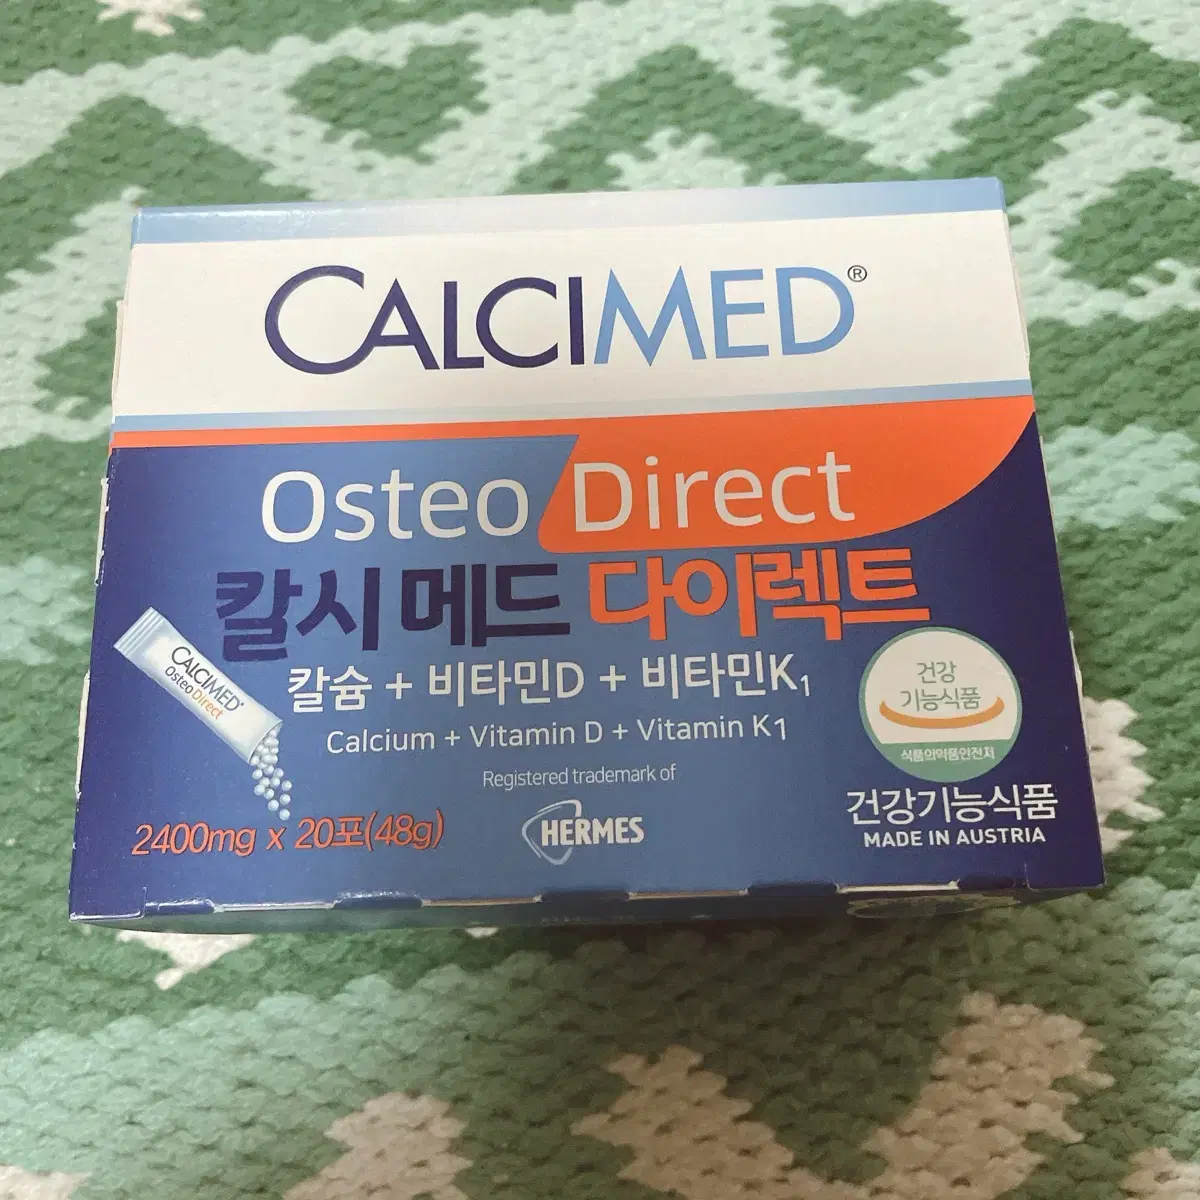 CALCIMED®
Osteo Direct
칼시메드 다이렉트
칼슘 + 비타민D + 비타민K₁
Calcium + Vitamin D + Vitamin K1
Registered trademark of
HERMES
CALCIMED®
Osteo Direct
2400mg x 20포(48g)
건강
기능식품
식품의약품안전처
건강기능식품
MADE IN AUSTRIA